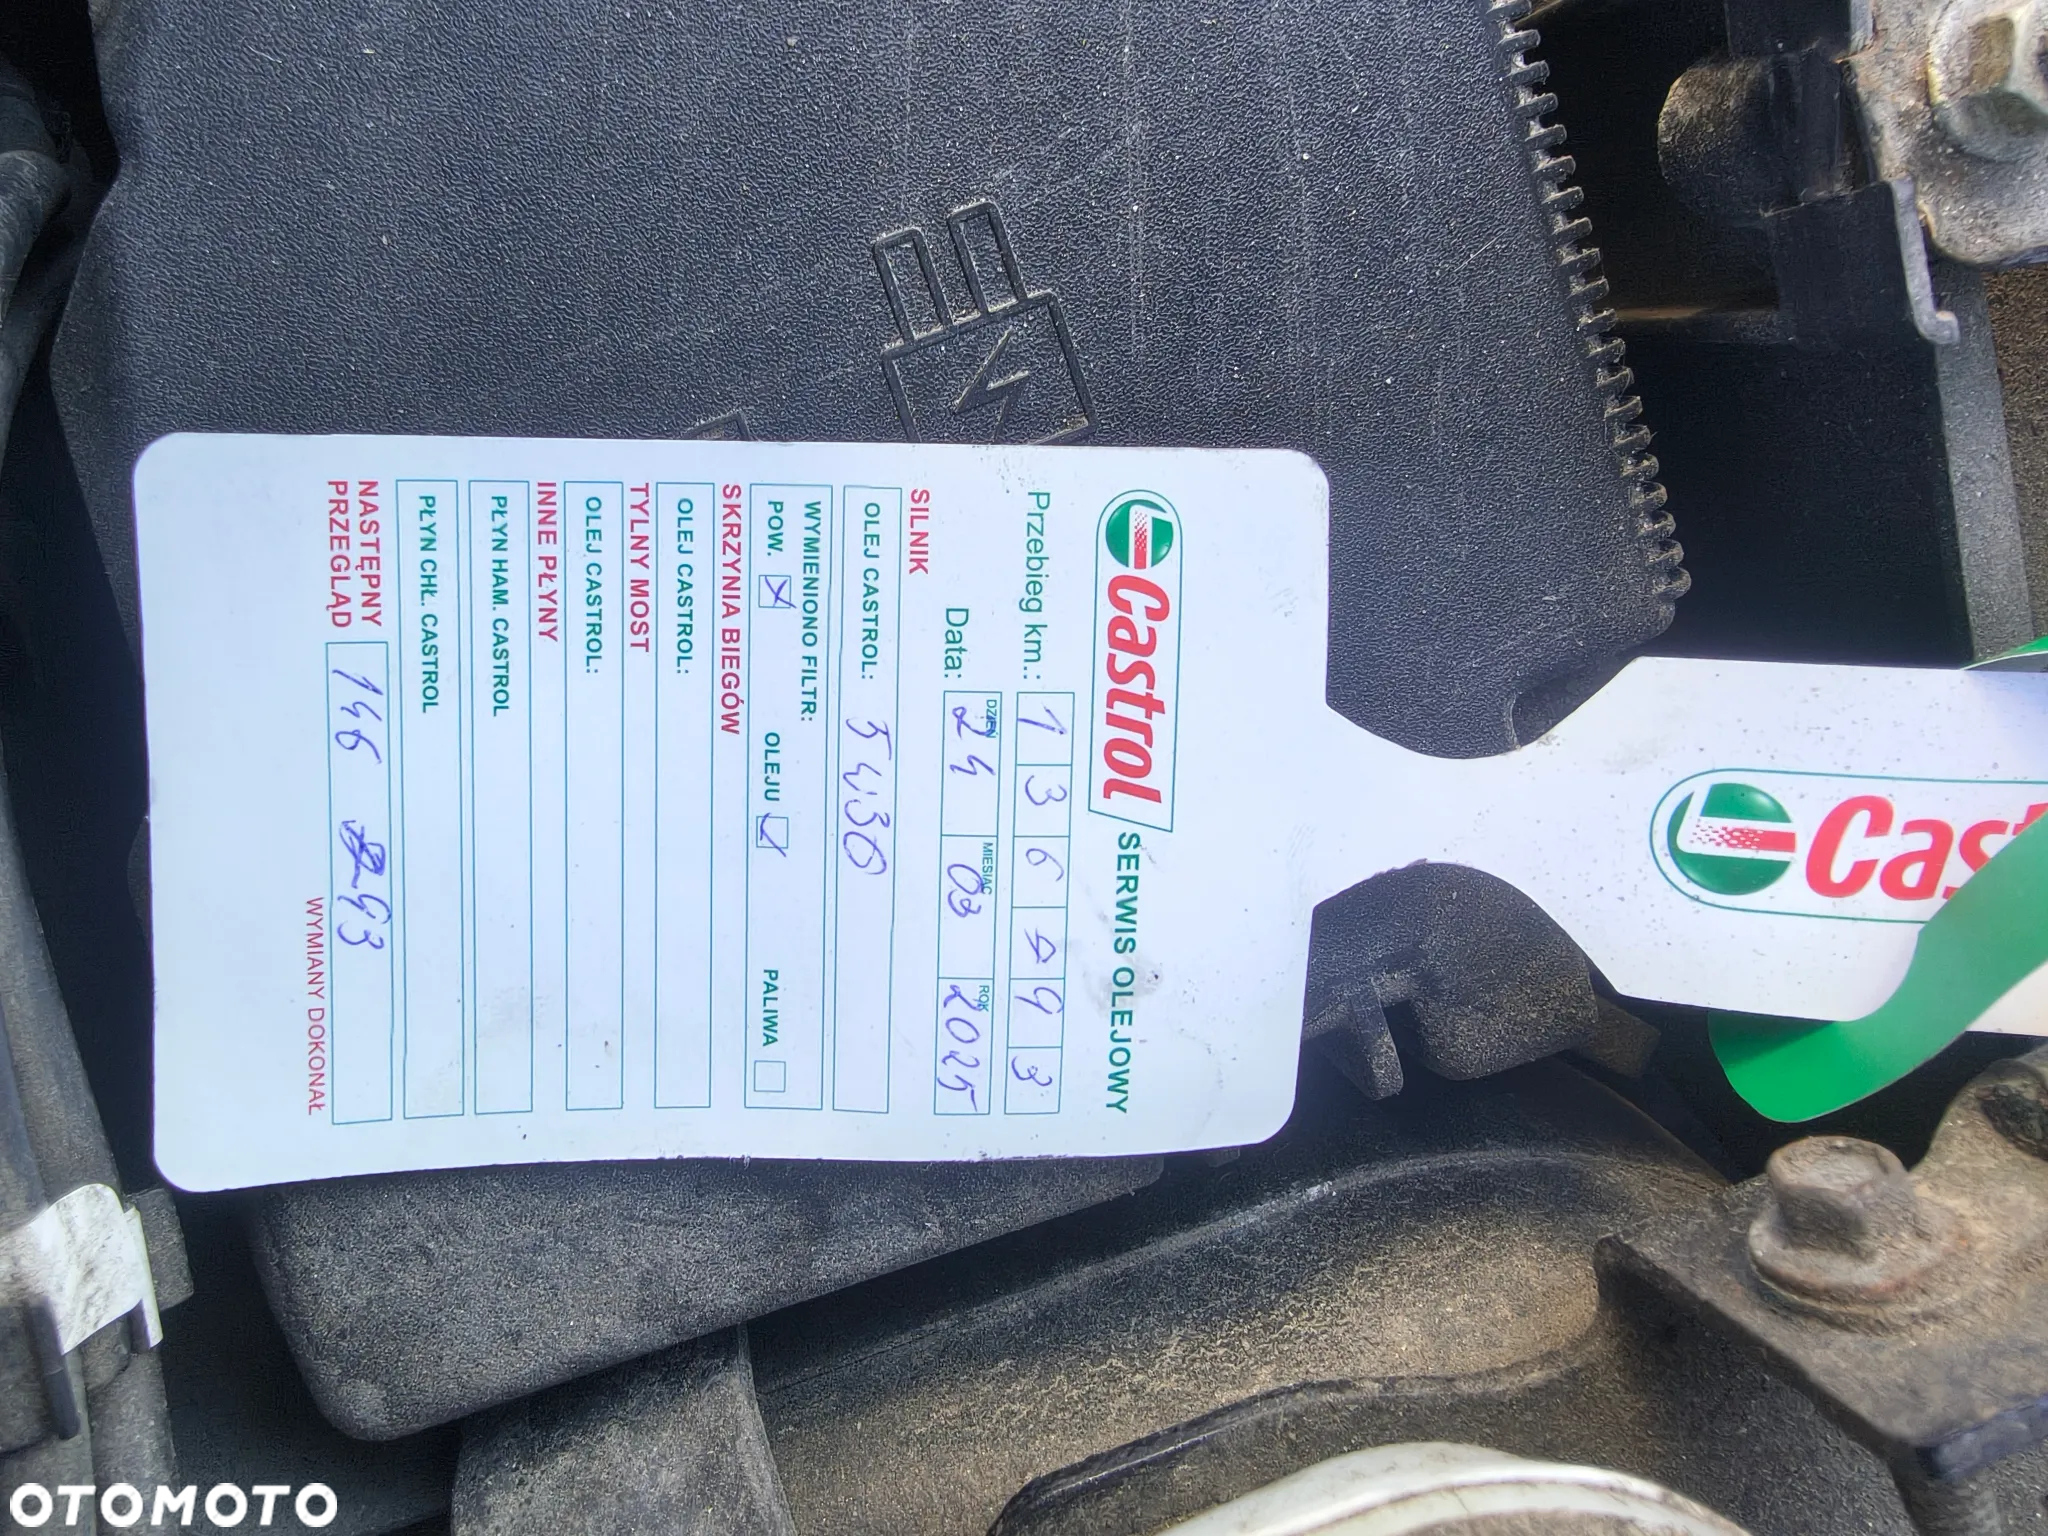 Castrol SERWIS OLEJOWY
Przebieg km.: 1 3 6 4 9 3
DZIEŃ MIESIĄC ROK
Data: 24 03 2025
SILNIK
OLEJ CASTROL: 5W30
WYMIENIONO FILTR:
POW. OLEJU PALIWA
SKRZYNIA BIEGÓW
OLEJ CASTROL:
TYLNY MOST
OLEJ CASTROL:
INNE PŁYNY
PŁYN HAM. CASTROL
PŁYN CHŁ. CASTROL
NASTĘPNY
PRZEGLĄD 146 493
WYMIANY DOKONAŁ
Cast
OTOMOTO